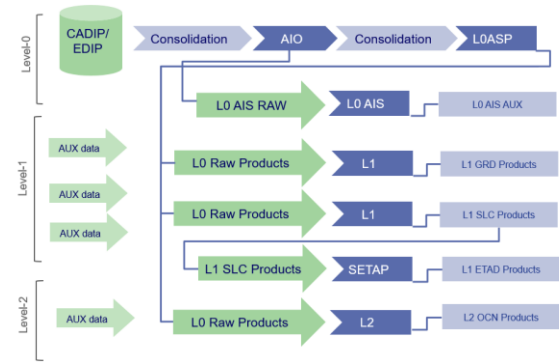 Level-0
CADIP/
EDIP
Consolidation
AIO
Consolidation
L0ASP
L0 AIS RAW
L0 AIS
L0 AIS AUX
Level-1
AUX data
L0 Raw Products
L1
L1 GRD Products
AUX data
L0 Raw Products
L1
L1 SLC Products
AUX data
L1 SLC Products
SETAP
L1 ETAD Products
Level-2
AUX data
L0 Raw Products
L2
L2 OCN Products